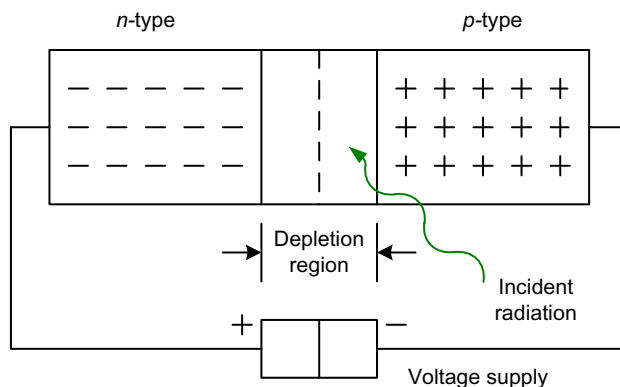 n-type
p-type
Depletion
region
Incident
radiation
Voltage supply